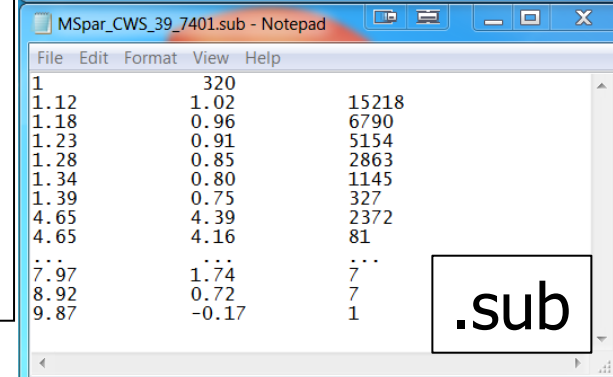 MSpar_CWS_39_7401.sub - Notepad
File Edit Format View Help
1 320
1.12 1.02 15218
1.18 0.96 6790
1.23 0.91 5154
1.28 0.85 2863
1.34 0.80 1145
1.39 0.75 327
4.65 4.39 2372
4.65 4.16 81
... ... ...
7.97 1.74 7
8.92 0.72 7
9.87 -0.17 1
.sub